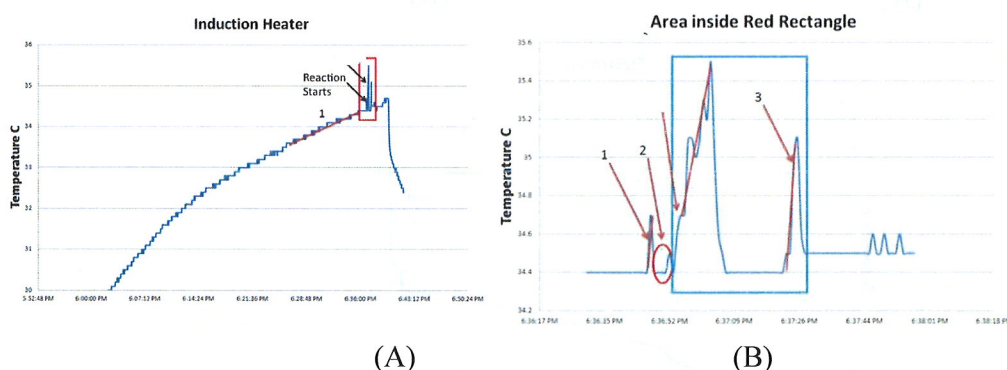 Induction Heater
Temperature C
36
35
34
33
32
31
30
Reaction
Starts
1
5:52:48 PM 6:00:00 PM 6:07:12 PM 6:14:24 PM 6:21:36 PM 6:28:48 PM 6:36:00 PM 6:43:12 PM 6:50:24 PM
(A)
Area inside Red Rectangle
Temperature C
35.6
35.4
35.2
35
34.8
34.6
34.4
34.2
1
2
3
6:36:17 PM 6:36:35 PM 6:36:52 PM 6:37:09 PM 6:37:26 PM 6:37:44 PM 6:38:01 PM 6:38:18 P
(B)